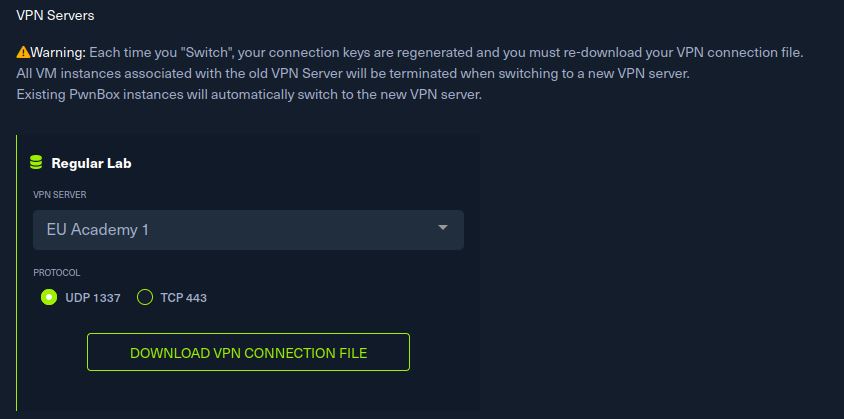 VPN Servers
⚠Warning: Each time you "Switch", your connection keys are regenerated and you must re-download your VPN connection file.
All VM instances associated with the old VPN Server will be terminated when switching to a new VPN server.
Existing PwnBox instances will automatically switch to the new VPN server.
Regular Lab
VPN SERVER
EU Academy 1
PROTOCOL
UDP 1337 TCP 443
DOWNLOAD VPN CONNECTION FILE